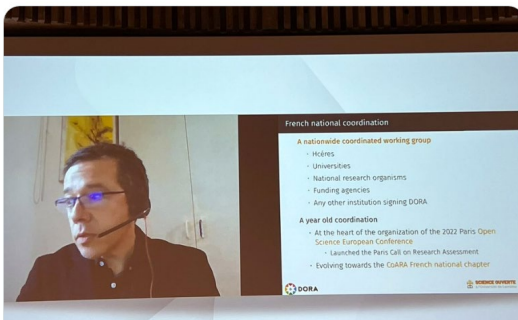 French national coordination
A nationwide coordinated working group
· Hcéres
· Universities
· National research organisms
· Funding agencies
· Any other institution signing DORA
A year old coordination
· At the heart of the organization of the 2022 Paris Open
Science European Conference
· Launched the Paris Call on Research Assessment
· Evolving towards the CoARA French national chapter
DORA
SCIENCE OUVERTE